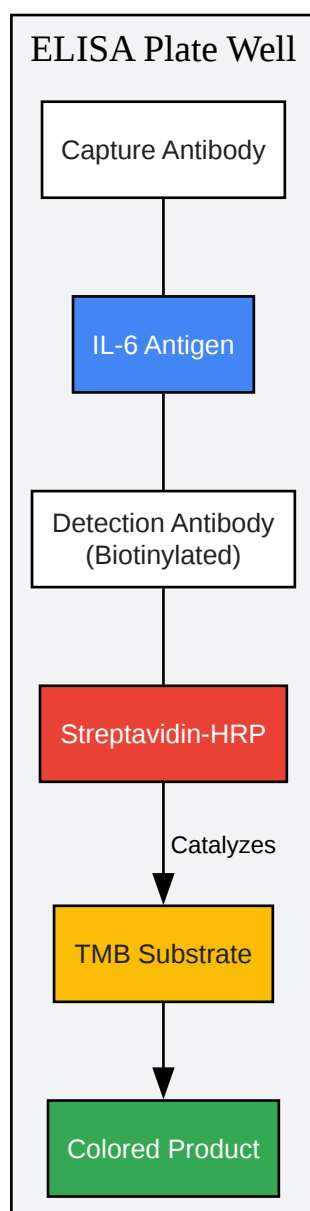 ELISA Plate Well
Capture Antibody
IL-6 Antigen
Detection Antibody
(Biotinylated)
Streptavidin-HRP
Catalyzes
TMB Substrate
Colored Product